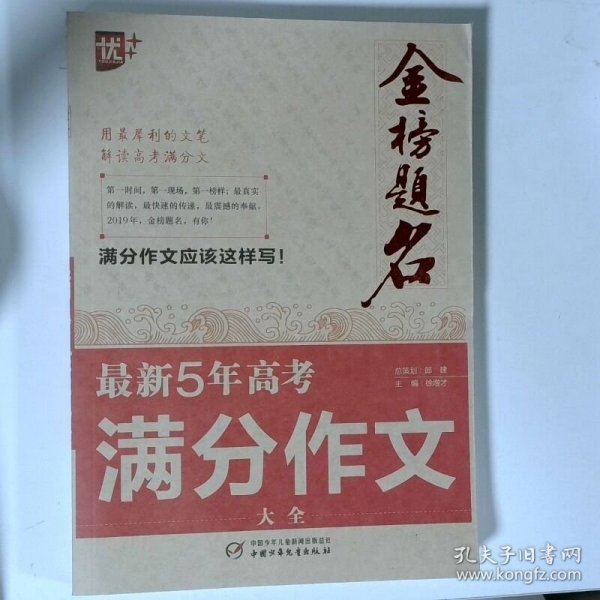 优++
金榜题名
用最犀利的文笔
解读高考满分文
第一时间，第一现场，第一榜样；最真实
的解读，最快速的传递，最震撼的奉献。
2019年，金榜题名，有你！
满分作文应该这样写！
最新5年高考
总策划：郎建
主编：徐增才
满分作文
大全
中国少年儿童新闻出版总社
中国少年儿童出版社
孔夫子旧书网
www.kongfz.com